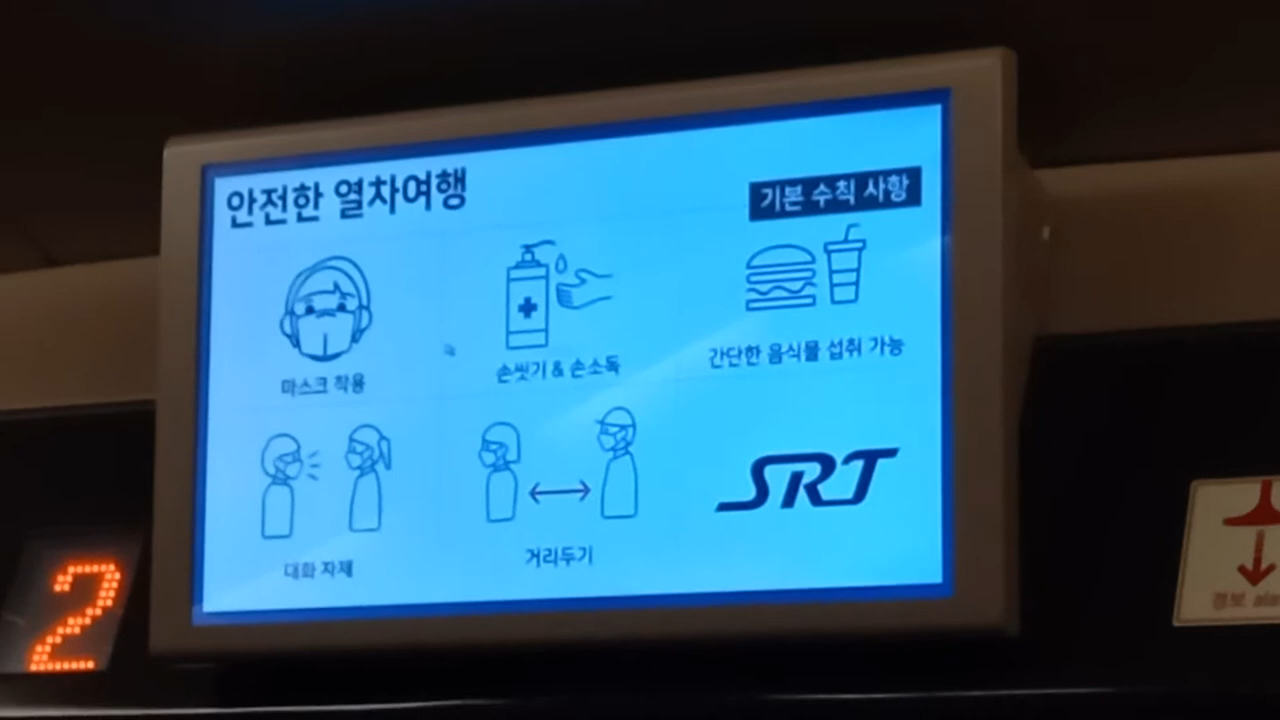 안전한 열차여행
기본 수칙 사항
마스크 착용
손씻기 & 손소독
간단한 음식물 섭취 가능
대화 자제
거리두기
SRT
2
경보